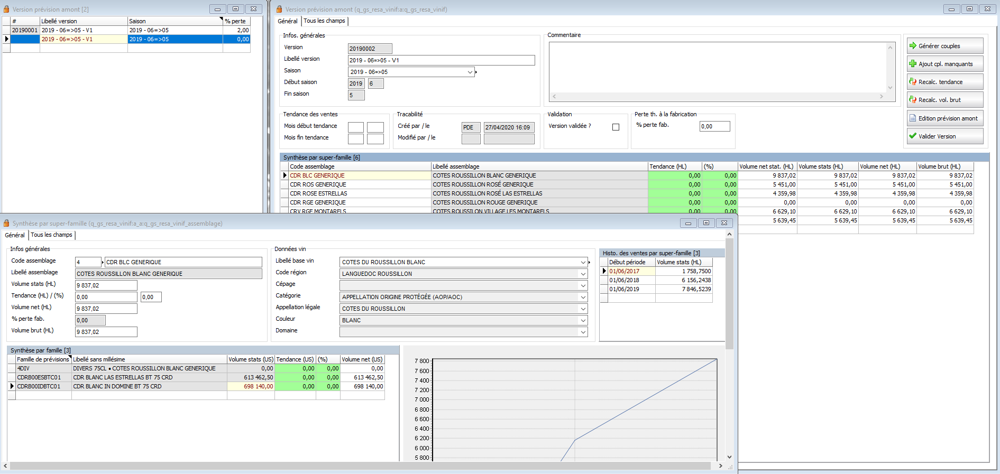 Version prévision amont [2]
# Libellé version Saison % perte
20190001 2019 - 06=>05 - V1 2019 - 06=>05 2,00
2019 - 06=>05 - V1 2019 - 06=>05 0,00
Version prévision amont (q_gs_resa_vinif:a:q_gs_resa_vinif)
Général Tous les champs
Infos. générales
Version 20190002
Libellé version 2019 - 06=>05 - V1
Saison 2019 - 06=>05
Début saison 2019 6
Fin saison 5
Commentaire
Générer couples
Ajout cpl. manquants
Recalc. tendance
Recalc. vol. brut
Edition prévision amont
Valider Version
Tendance des ventes
Mois début tendance
Mois fin tendance
Tracabilité
Créé par / le PDE 27/04/2020 16:09
Modifié par / le
Validation
Version validée ?
Perte th. à la fabrication
% perte fab. 0,00
Synthèse par super-famille [6]
Code assemblage Libellé assemblage Tendance (HL) (%) Volume net stat. (HL) Volume stats (HL) Volume net (HL) Volume brut (HL)
CDR BLC GENERIQUE COTES ROUSSILLON BLANC GENERIQUE 0,00 0,00 9 837,02 9 837,02 9 837,02 9 837,02
CDR ROS GENERIQUE COTES ROUSSILLON ROSÉ GENERIQUE 0,00 0,00 5 451,00 5 451,00 5 451,00 5 451,00
CDR ROSE ESTRELLAS COTES ROUSSILLON ROSÉ LAS ESTRELLAS 0,00 0,00 4 359,98 4 359,98 4 359,98 4 359,98
CDR RGE GENERIQUE COTES ROUSSILLON ROUGE GENERIQUE 0,00 0,00 0,00 0,00 0,00 0,00
CRV RGE MONTARELS COTES ROUSSILON VILLAGE LES MONTARELS 0,00 0,00 6 629,10 6 629,10 6 629,10 6 629,10
5 639,45 5 639,45 5 639,45 5 639,45
Synthèse par super-famille (q_gs_resa_vinif:a_a:q_gs_resa_vinif_assemblage)
Général Tous les champs
Infos générales
Code assemblage 4 CDR BLC GENERIQUE
Libellé assemblage COTES ROUSSILLON BLANC GENERIQUE
Volume stats (HL) 9 837,02
Tendance (HL) / (%) 0,00 0,00
Volume net (HL) 9 837,02
% perte fab. 0,00
Volume brut (HL) 9 837,02
Données vin
Libellé base vin COTES DU ROUSSILLON BLANC
Code région LANGUEDOC ROUSSILLON
Cépage
Catégorie APPELLATION ORIGINE PROTÉGÉE (AOP/AOC)
Appellation légale COTES DU ROUSSILLON
Couleur BLANC
Domaine
Histo. des ventes par super-famille [3]
Début période Volume stats (HL)
01/06/2017 1 758,7500
01/06/2018 6 156,2438
01/06/2019 7 846,5239
Synthèse par famille [3]
Famille de prévisions Libellé sans millésime Volume stats (US) Tendance (US) (%) Volume net (US)
4DIV DIVERS 75CL • COTES ROUSSILLON BLANC GENERIQUE 0,00 0,00 0,00 0,00
CDRB00ESBTC01 CDR BLANC LAS ESTRELLAS BT 75 CRD 613 462,50 0,00 0,00 613 462,50
CDRB00IDBTC01 CDR BLANC IN DOMINE BT 75 CRD 698 140,00 0,00 0,00 698 140,00
7 800
7 600
7 400
7 200
7 000
6 800
6 600
6 400
6 200
6 000
5 800